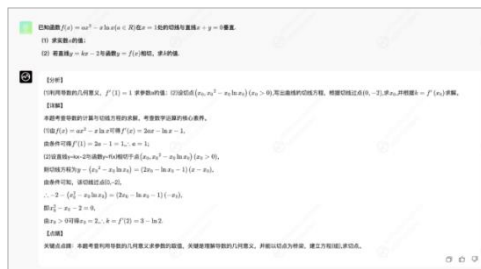 已知函数f(x) = ax² − x ln x(a ∈ R)在x = 1处的切线与直线x + y = 0垂直.
(1) 求实数a的值;
(2) 若直线y = kx − 2与函数y = f(x)相切，求k的值.
【分析】
(1)利用导数的几何意义，f′(1) = 1 求参数a的值；(2)设切点(x₀, x₀² − x₀ ln x₀)(x₀ > 0),写出直线的切线方程，根据切线过点(0, −2),求x₀,并根据k = f′(x₀)求解。
【详解】
本题考查导数的计算与切线方程的求解，考查数学运算的核心素养。
(1)由f(x) = ax² − x ln x可得f′(x) = 2ax − ln x − 1,
由条件可得f′(1) = 2a − 1 = 1,∴ a = 1;
(2)设直线y=kx-2与函数y=f(x)相切于点(x₀, x₀² − x₀ ln x₀)(x₀ > 0),
则切线方程为y − (x₀² − x₀ ln x₀) = (2x₀ − ln x₀ − 1)(x − x₀),
由条件可知，该切线过点(0,-2),
∴ −2 − (x₀² − x₀ ln x₀) = (2x₀ − ln x₀ − 1)(−x₀),
即x₀² − x₀ − 2 = 0,
由x₀ > 0可得x₀ = 2,∴ k = f′(2) = 3 − ln 2.
【点睛】
关键点点睛：本题考查利用导数的几何意义求参数的取值，关键是理解导数的几何意义，并能以切点为桥梁，建立方程(组),求切点。